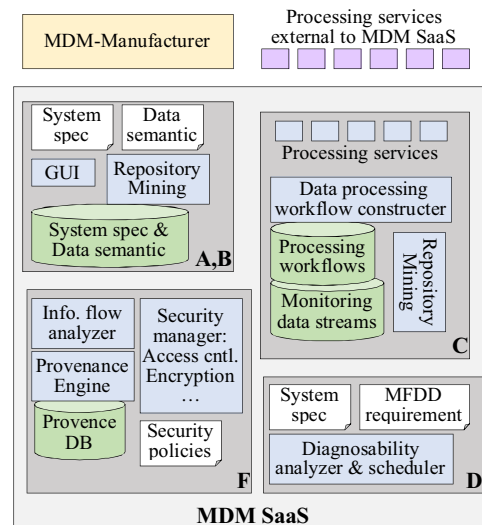 MDM-Manufacturer
Processing services
external to MDM SaaS
System
spec
Data
semantic
GUI
Repository
Mining
System spec &
Data semantic
A,B
Processing services
Data processing
workflow constructer
Processing
workflows
Monitoring
data streams
Repository
Mining
C
Info. flow
analyzer
Provenance
Engine
Provence
DB
Security
manager:
Access cntl.
Encryption
…
Security
policies
F
System
spec
MFDD
requirement
Diagnosability
analyzer & scheduler
D
MDM SaaS